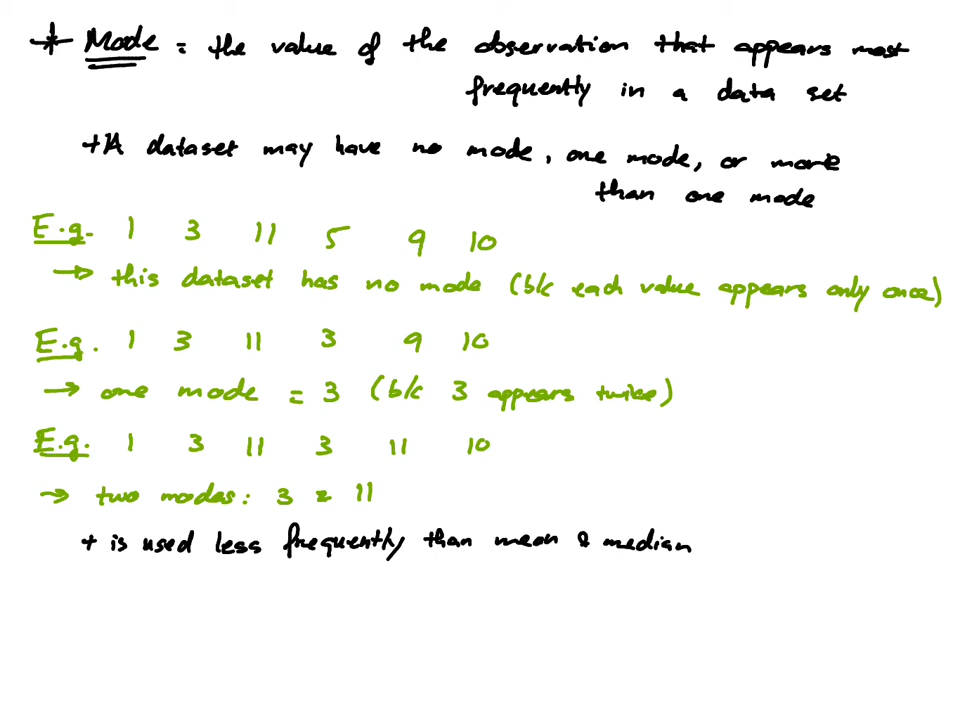 * Mode = the value of the observation that appears most
frequently in a data set
+ A dataset may have no mode, one mode, or more
than one mode
E.g. 1 3 11 5 9 10
→ this dataset has no mode (b/c each value appears only once)
E.g. 1 3 11 3 9 10
→ one mode = 3 (b/c 3 appears twice)
E.g. 1 3 11 3 11 10
→ two modes: 3 & 11
+ is used less frequently than mean & median